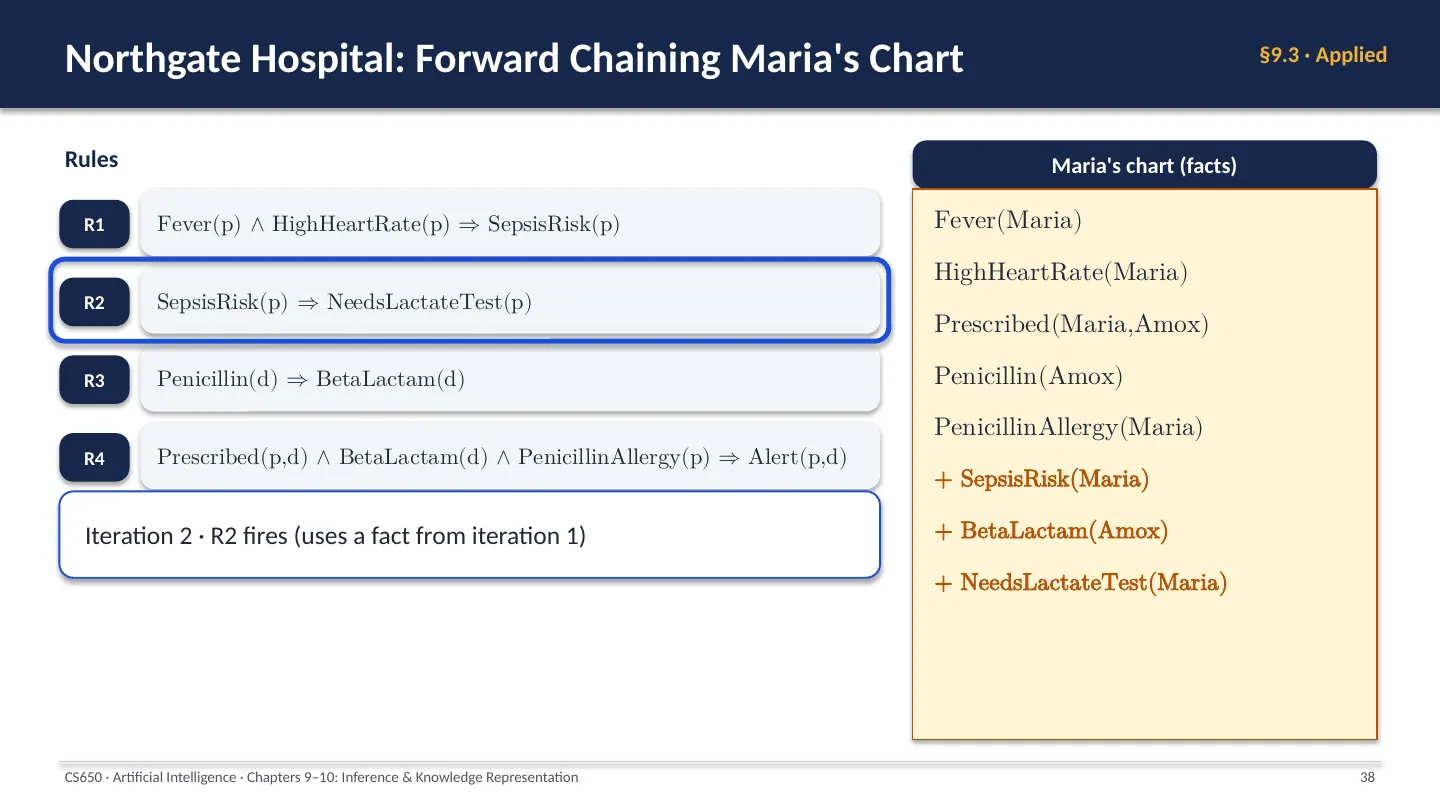 Northgate Hospital: Forward Chaining Maria's Chart
§9.3 · Applied
Rules
R1
Fever(p) ∧ HighHeartRate(p) ⇒ SepsisRisk(p)
R2
SepsisRisk(p) ⇒ NeedsLactateTest(p)
R3
Penicillin(d) ⇒ BetaLactam(d)
R4
Prescribed(p,d) ∧ BetaLactam(d) ∧ PenicillinAllergy(p) ⇒ Alert(p,d)
Iteration 2 · R2 fires (uses a fact from iteration 1)
Maria's chart (facts)
Fever(Maria)
HighHeartRate(Maria)
Prescribed(Maria,Amox)
Penicillin(Amox)
PenicillinAllergy(Maria)
+ SepsisRisk(Maria)
+ BetaLactam(Amox)
+ NeedsLactateTest(Maria)
CS650 · Artificial Intelligence · Chapters 9–10: Inference & Knowledge Representation
38